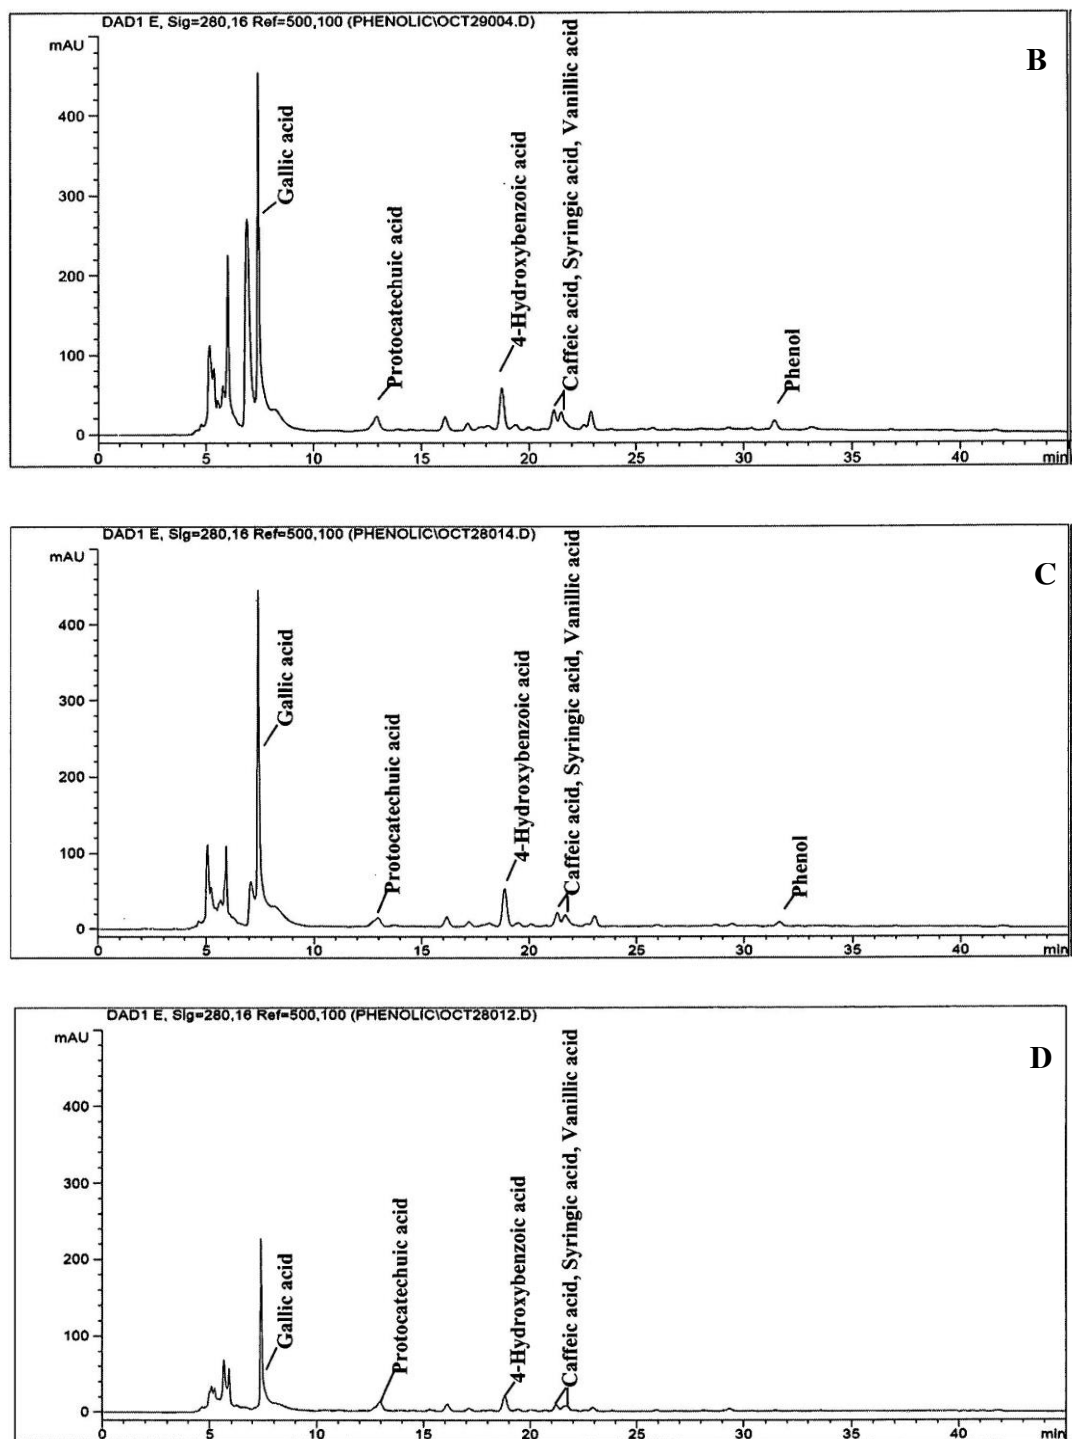 DAD1 E, Sig=280,16 Ref=500,100 (PHENOLIC\OCT29004.D)
mAU
B
400
300
200
100
0
Gallic acid
Protocatechuic acid
4-Hydroxybenzoic acid
Caffeic acid, Syringic acid, Vanillic acid
Phenol
0 5 10 15 20 25 30 35 40 min
DAD1 E, Sig=280,16 Ref=500,100 (PHENOLIC\OCT28014.D)
mAU
C
400
300
200
100
0
Gallic acid
Protocatechuic acid
4-Hydroxybenzoic acid
Caffeic acid, Syringic acid, Vanillic acid
Phenol
0 5 10 15 20 25 30 35 40 min
DAD1 E, Sig=280,16 Ref=500,100 (PHENOLIC\OCT28012.D)
mAU
D
400
300
200
100
0
Gallic acid
Protocatechuic acid
4-Hydroxybenzoic acid
Caffeic acid, Syringic acid, Vanillic acid
0 5 10 15 20 25 30 35 40 min